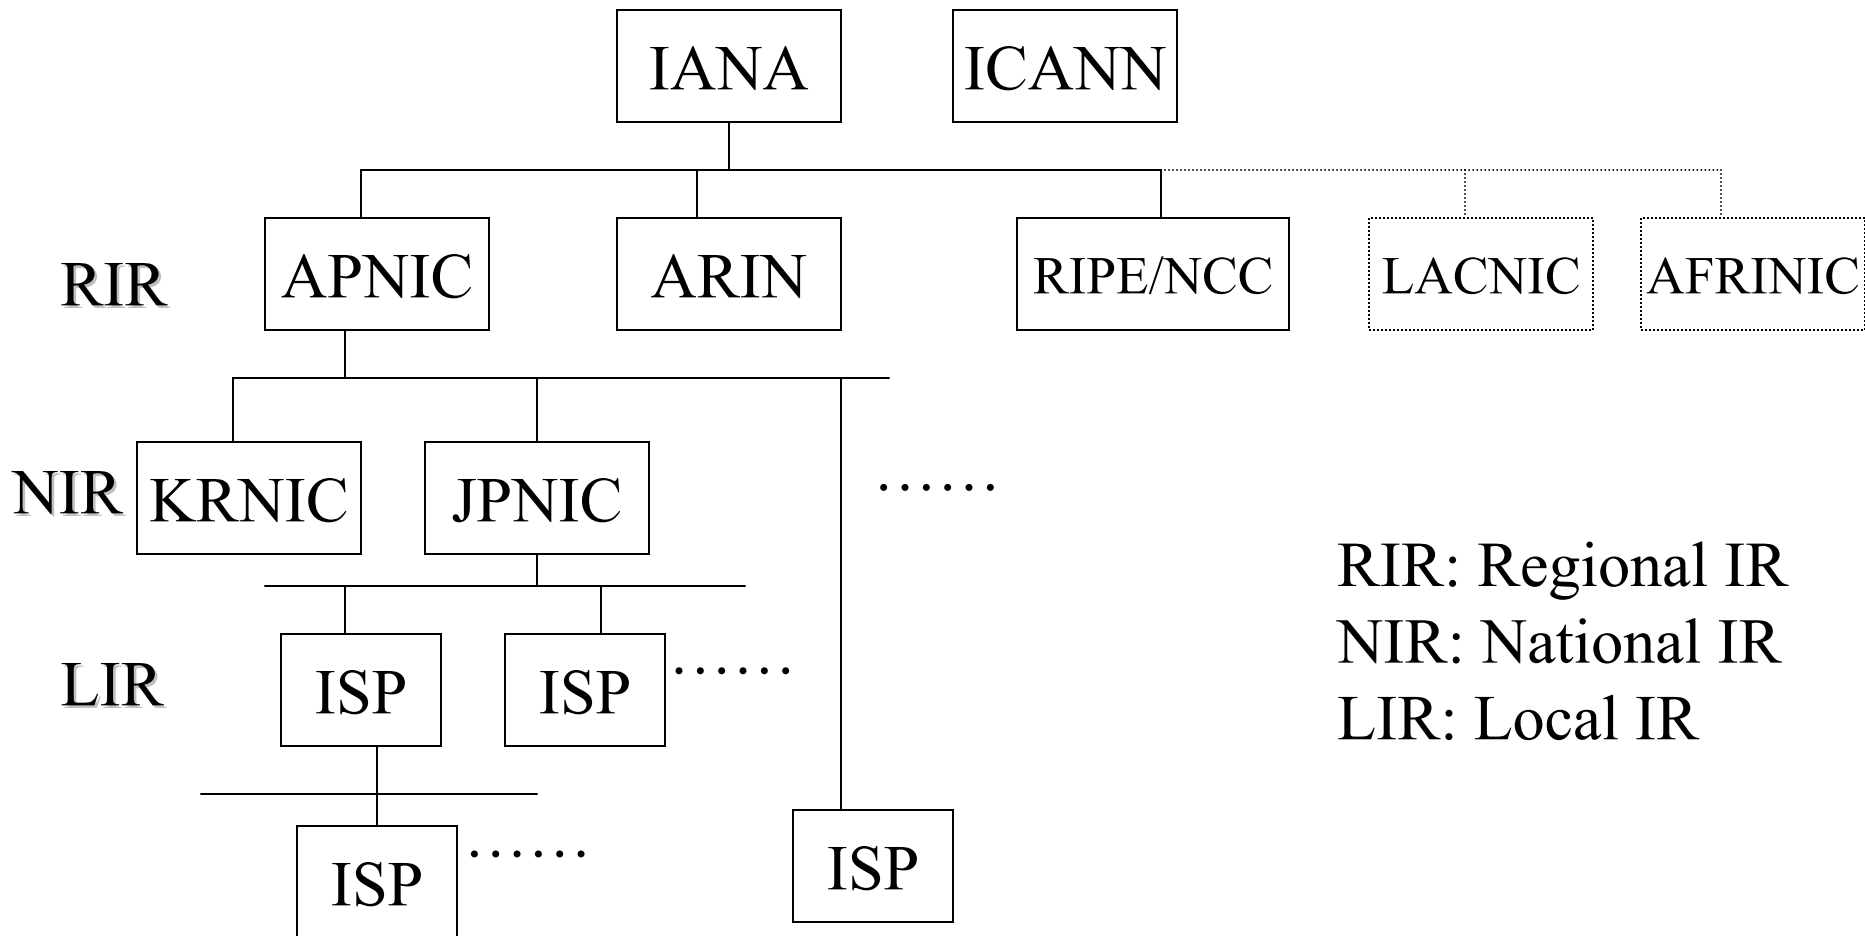 IANA ICANN
RIR APNIC ARIN RIPE/NCC LACNIC AFRINIC
NIR KRNIC JPNIC ……
RIR: Regional IR
NIR: National IR
LIR: Local IR
LIR ISP ISP ……
ISP …… ISP